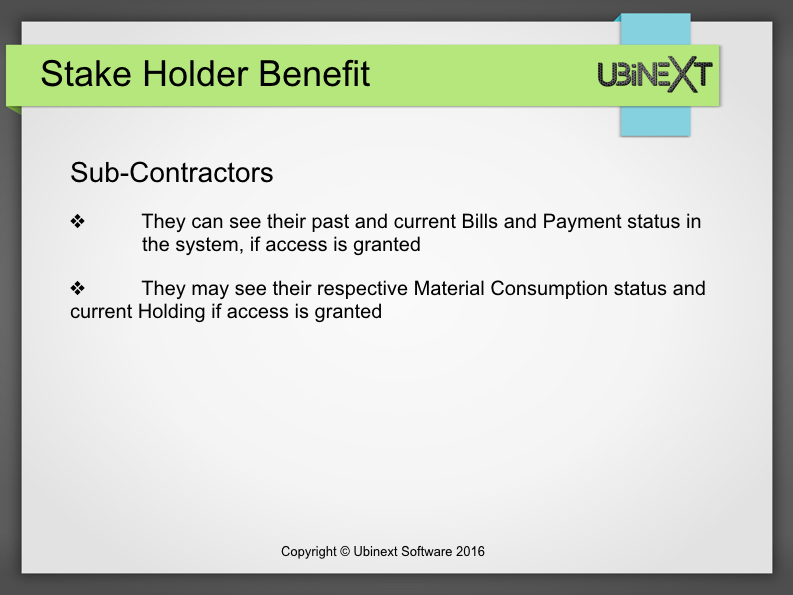 Stake Holder Benefit
UBiNEXT
Sub-Contractors
❖ They can see their past and current Bills and Payment status in
the system, if access is granted
❖ They may see their respective Material Consumption status and
current Holding if access is granted
Copyright © Ubinext Software 2016